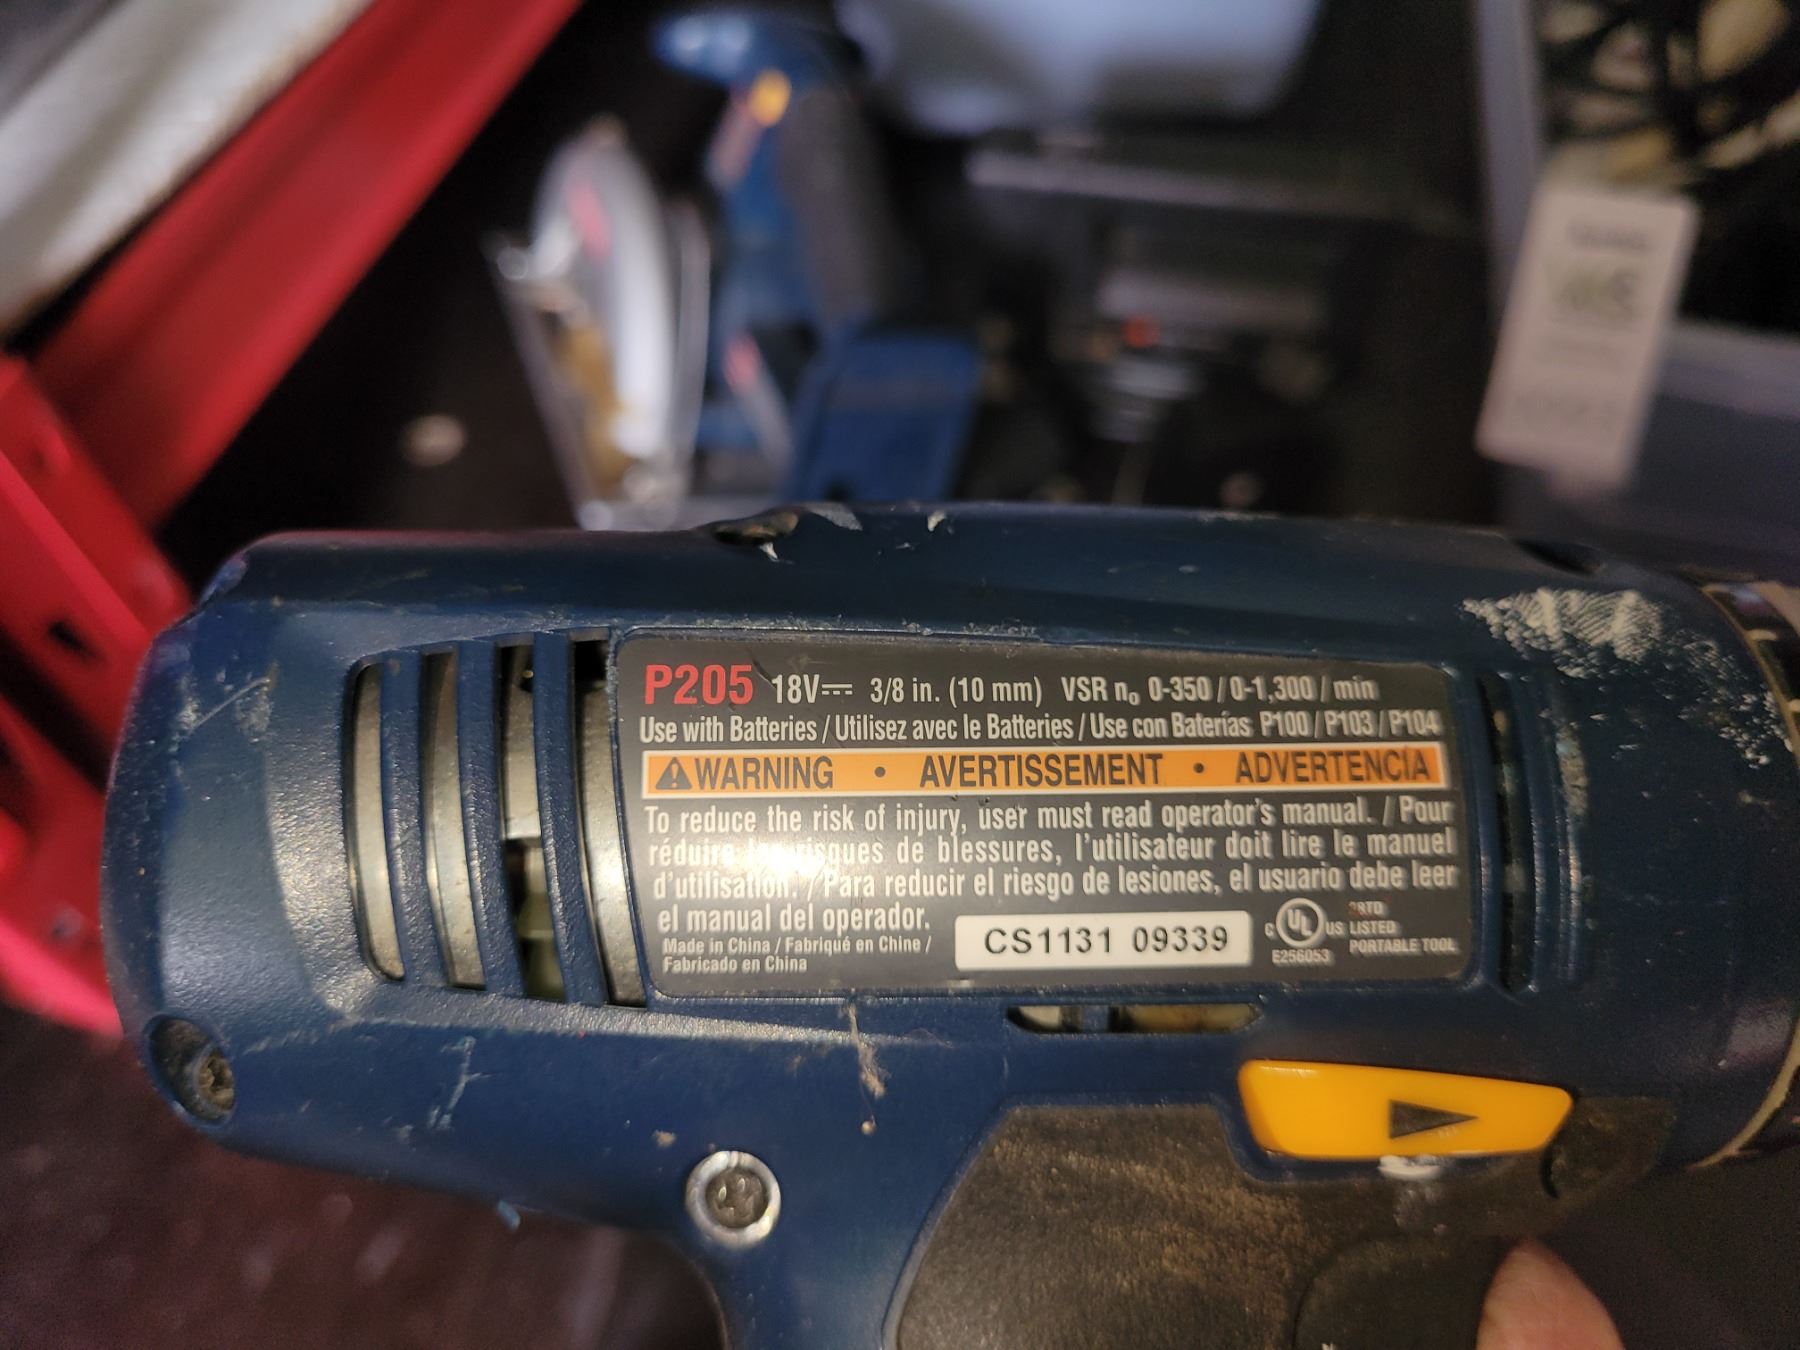 P205 18V⎓ 3/8 in. (10 mm) VSR n₀ 0-350 / 0-1,300 / min
Use with Batteries / Utilisez avec le Batteries / Use con Baterías P100 / P103 / P104
⚠WARNING • AVERTISSEMENT • ADVERTENCÍA
To reduce the risk of injury, user must read operator's manual. / Pour
réduire les risques de blessures, l'utilisateur doit lire le manuel
d'utilisation. / Para reducir el riesgo de lesiones, el usuario debe leer
el manual del operador.
Made in China / Fabriqué en Chine /
Fabricado en China
CS1131 09339
C UL US
E256053
LISTED
PORTABLE TOOL